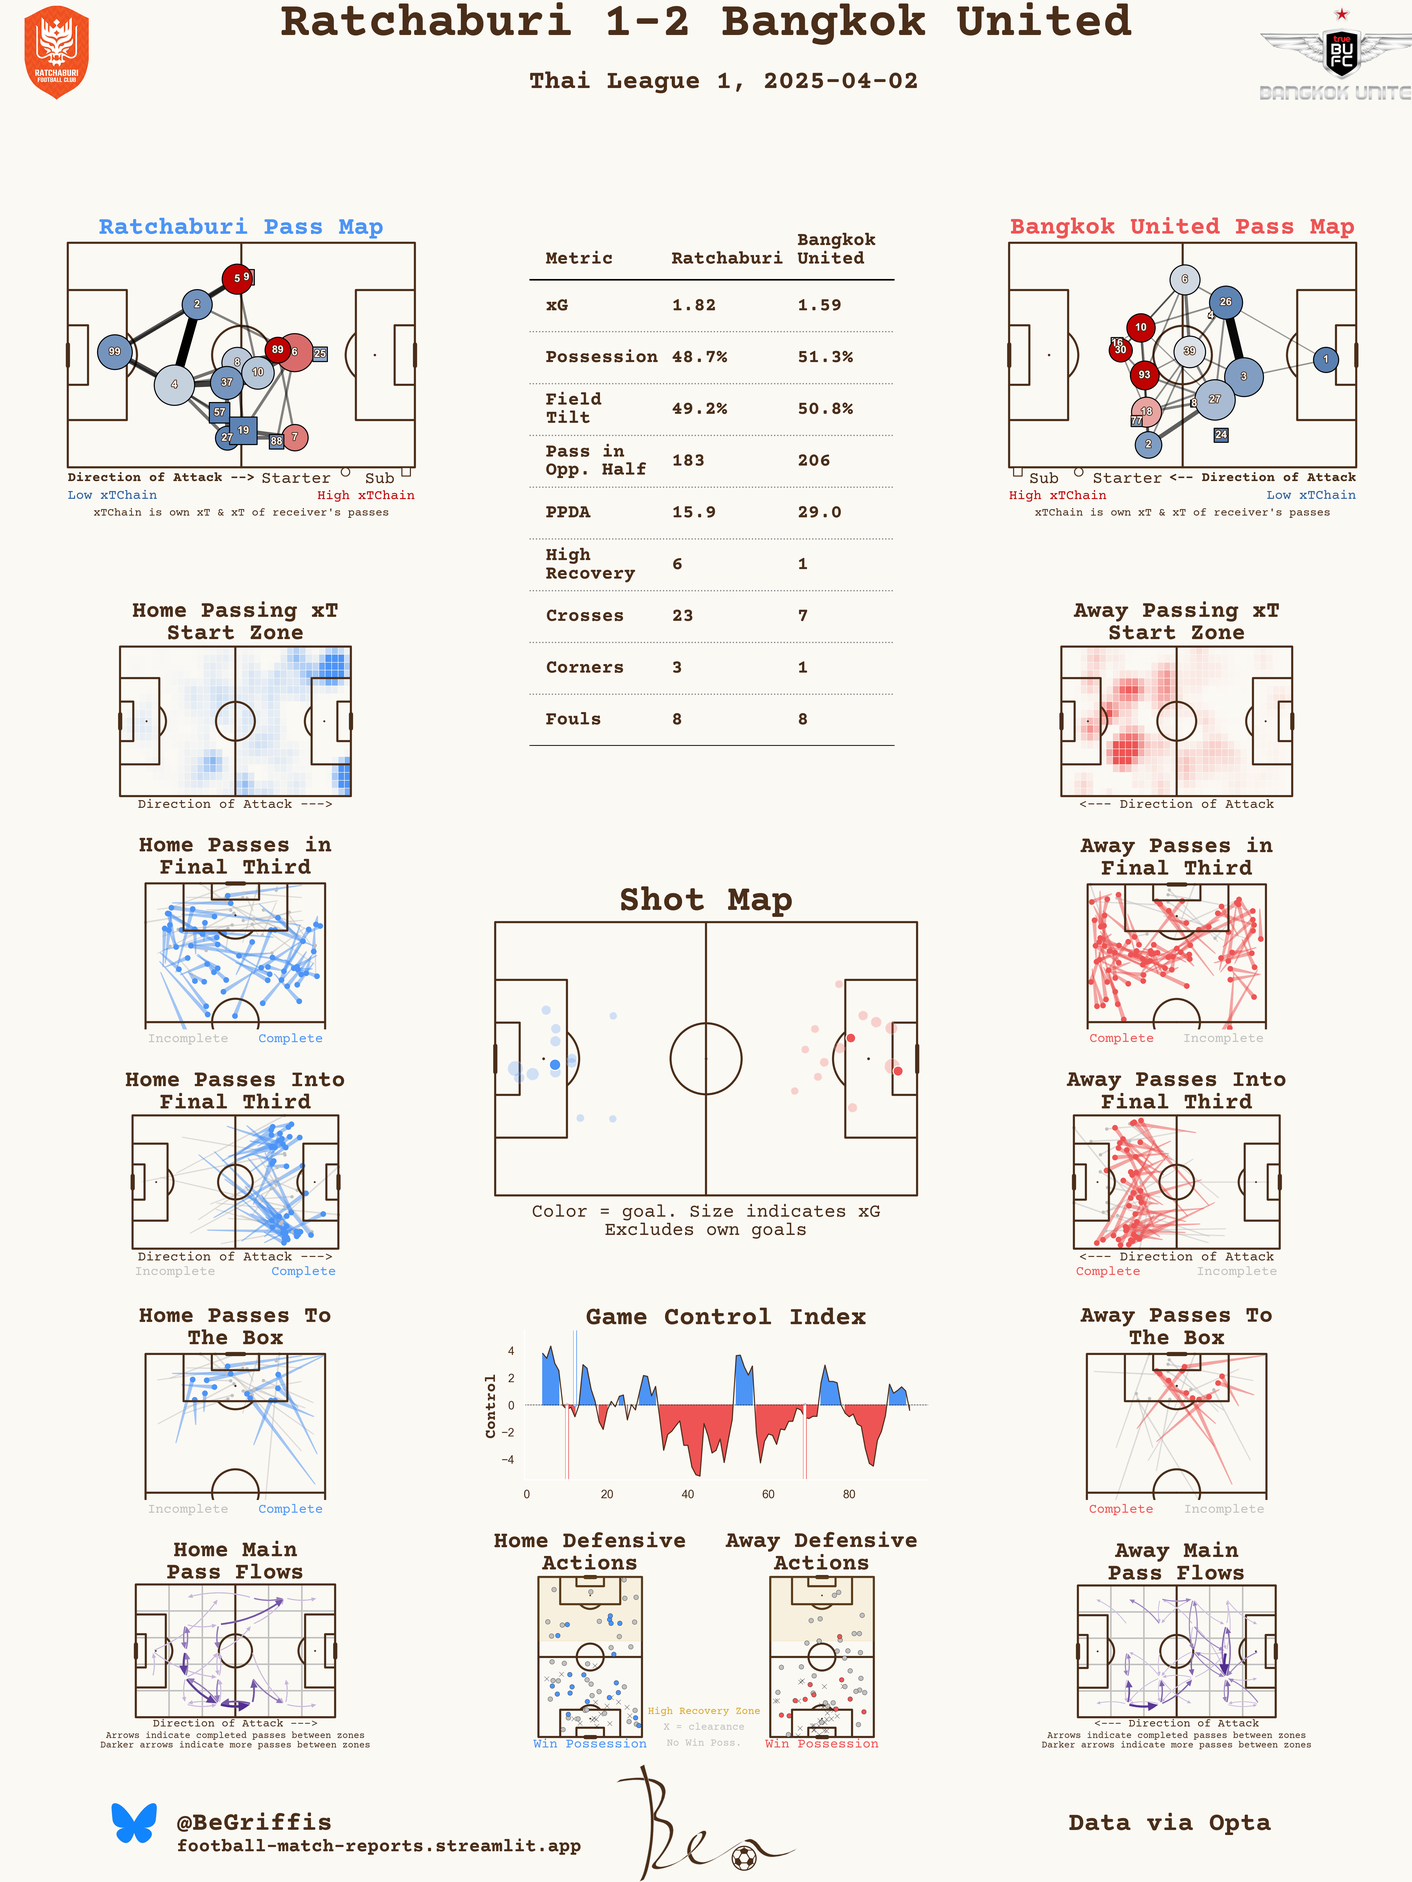 Ratchaburi 1-2 Bangkok United
Thai League 1, 2025-04-02
RATCHABURI
FOOTBALL CLUB
true
BU
FC
BANGKOK UNITE
Ratchaburi Pass Map
5
9
2
99
4
8
10
89
6
25
37
57
27
19
88
7
Direction of Attack --> Starter Sub
Low xTChain High xTChain
xTChain is own xT & xT of receiver's passes
Metric Ratchaburi Bangkok United
xG 1.82 1.59
Possession 48.7% 51.3%
Field Tilt 49.2% 50.8%
Pass in Opp. Half 183 206
PPDA 15.9 29.0
High Recovery 6 1
Crosses 23 7
Corners 3 1
Fouls 8 8
Bangkok United Pass Map
6
26
4
10
16
30
39
1
93
3
27
8
18
77
2
24
Sub Starter <-- Direction of Attack
High xTChain Low xTChain
xTChain is own xT & xT of receiver's passes
Home Passing xT
Start Zone
Direction of Attack --->
Away Passing xT
Start Zone
<--- Direction of Attack
Home Passes in
Final Third
Incomplete Complete
Away Passes in
Final Third
Complete Incomplete
Shot Map
Color = goal. Size indicates xG
Excludes own goals
Home Passes Into
Final Third
Direction of Attack --->
Incomplete Complete
Away Passes Into
Final Third
<--- Direction of Attack
Complete Incomplete
Home Passes To
The Box
Incomplete Complete
Game Control Index
Control
4
2
0
−2
−4
0 20 40 60 80
Away Passes To
The Box
Complete Incomplete
Home Main
Pass Flows
Direction of Attack --->
Arrows indicate completed passes between zones
Darker arrows indicate more passes between zones
Home Defensive
Actions
Win Possession
Away Defensive
Actions
Win Possession
High Recovery Zone
X = clearance
No Win Poss.
Away Main
Pass Flows
<--- Direction of Attack
Arrows indicate completed passes between zones
Darker arrows indicate more passes between zones
@BeGriffis
football-match-reports.streamlit.app
Ben
Data via Opta